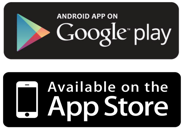 ANDROID APP ON
Google play
Available on the
App Store